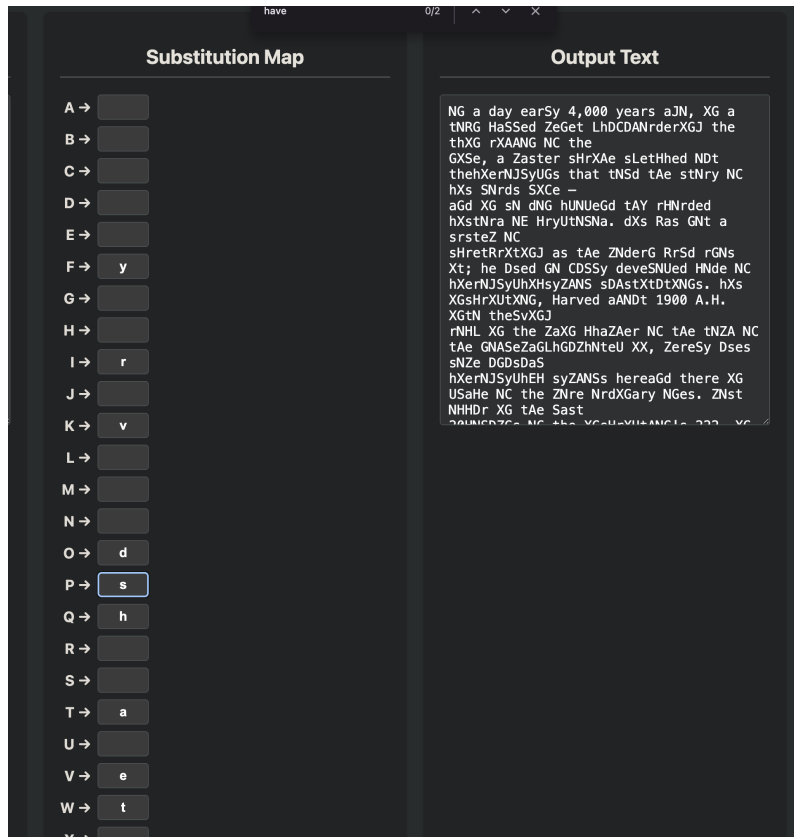 have 0/2
Substitution Map
A →
B →
C →
D →
E →
F → y
G →
H →
I → r
J →
K → v
L →
M →
N →
O → d
P → s
Q → h
R →
S →
T → a
U →
V → e
W → t
Output Text
NG a day earSy 4,000 years aJN, XG a
tNRG HaSSed ZeGet LhDCDANrderXGJ the
thXG rXAANG NC the
GXSe, a Zaster sHrXAe sLetHhed NDt
thehXerNJSyUGs that tNSd tAe stNry NC
hXs SNrds SXCe –
aGd XG sN dNG hUNUeGd tAY rHNrded
hXstNra NE HryUtNSNa. dXs Ras GNt a
srsteZ NC
sHretRrXtXGJ as tAe ZNderG RrSd rGNs
Xt; he Dsed GN CDSSy deveSNUed HNde NC
hXerNJSyUhXHsyZANS sDAstXtDtXNGs. hXs
XGsHrXUtXNG, Harved aANDt 1900 A.H.
XGtN theSvXGJ
rNHL XG the ZaXG HhaZAer NC tAe tNZA NC
tAe GNASeZaGLhGDZhNteU XX, ZereSy Dses
sNZe DGDsDaS
hXerNJSyUhEH syZANSs hereaGd there XG
USaHe NC the ZNre NrdXGary NGes. ZNst
NHHDr XG tAe Sast